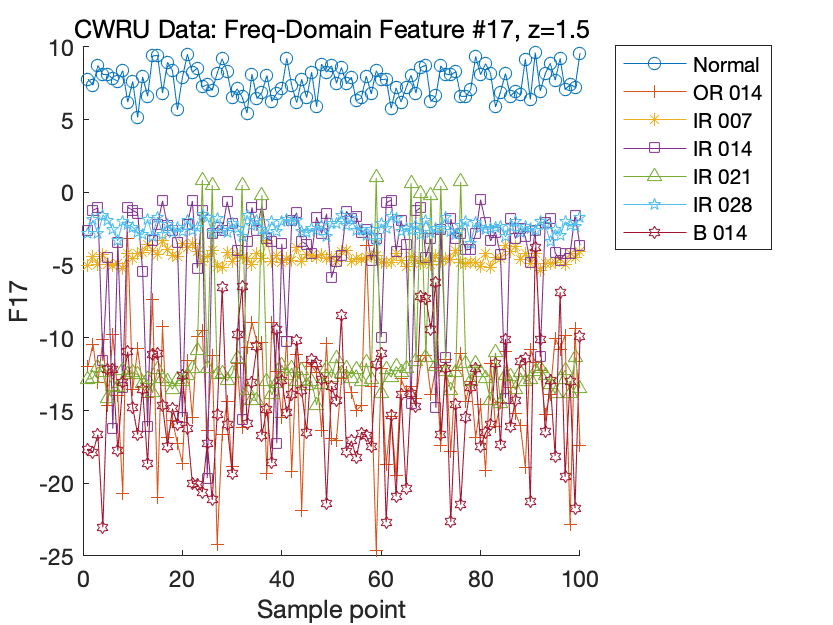 CWRU Data: Freq-Domain Feature #17, z=1.5
10
5
0
-5
-10
-15
-20
-25
F17
0 20 40 60 80 100
Sample point
Normal
OR 014
IR 007
IR 014
IR 021
IR 028
B 014